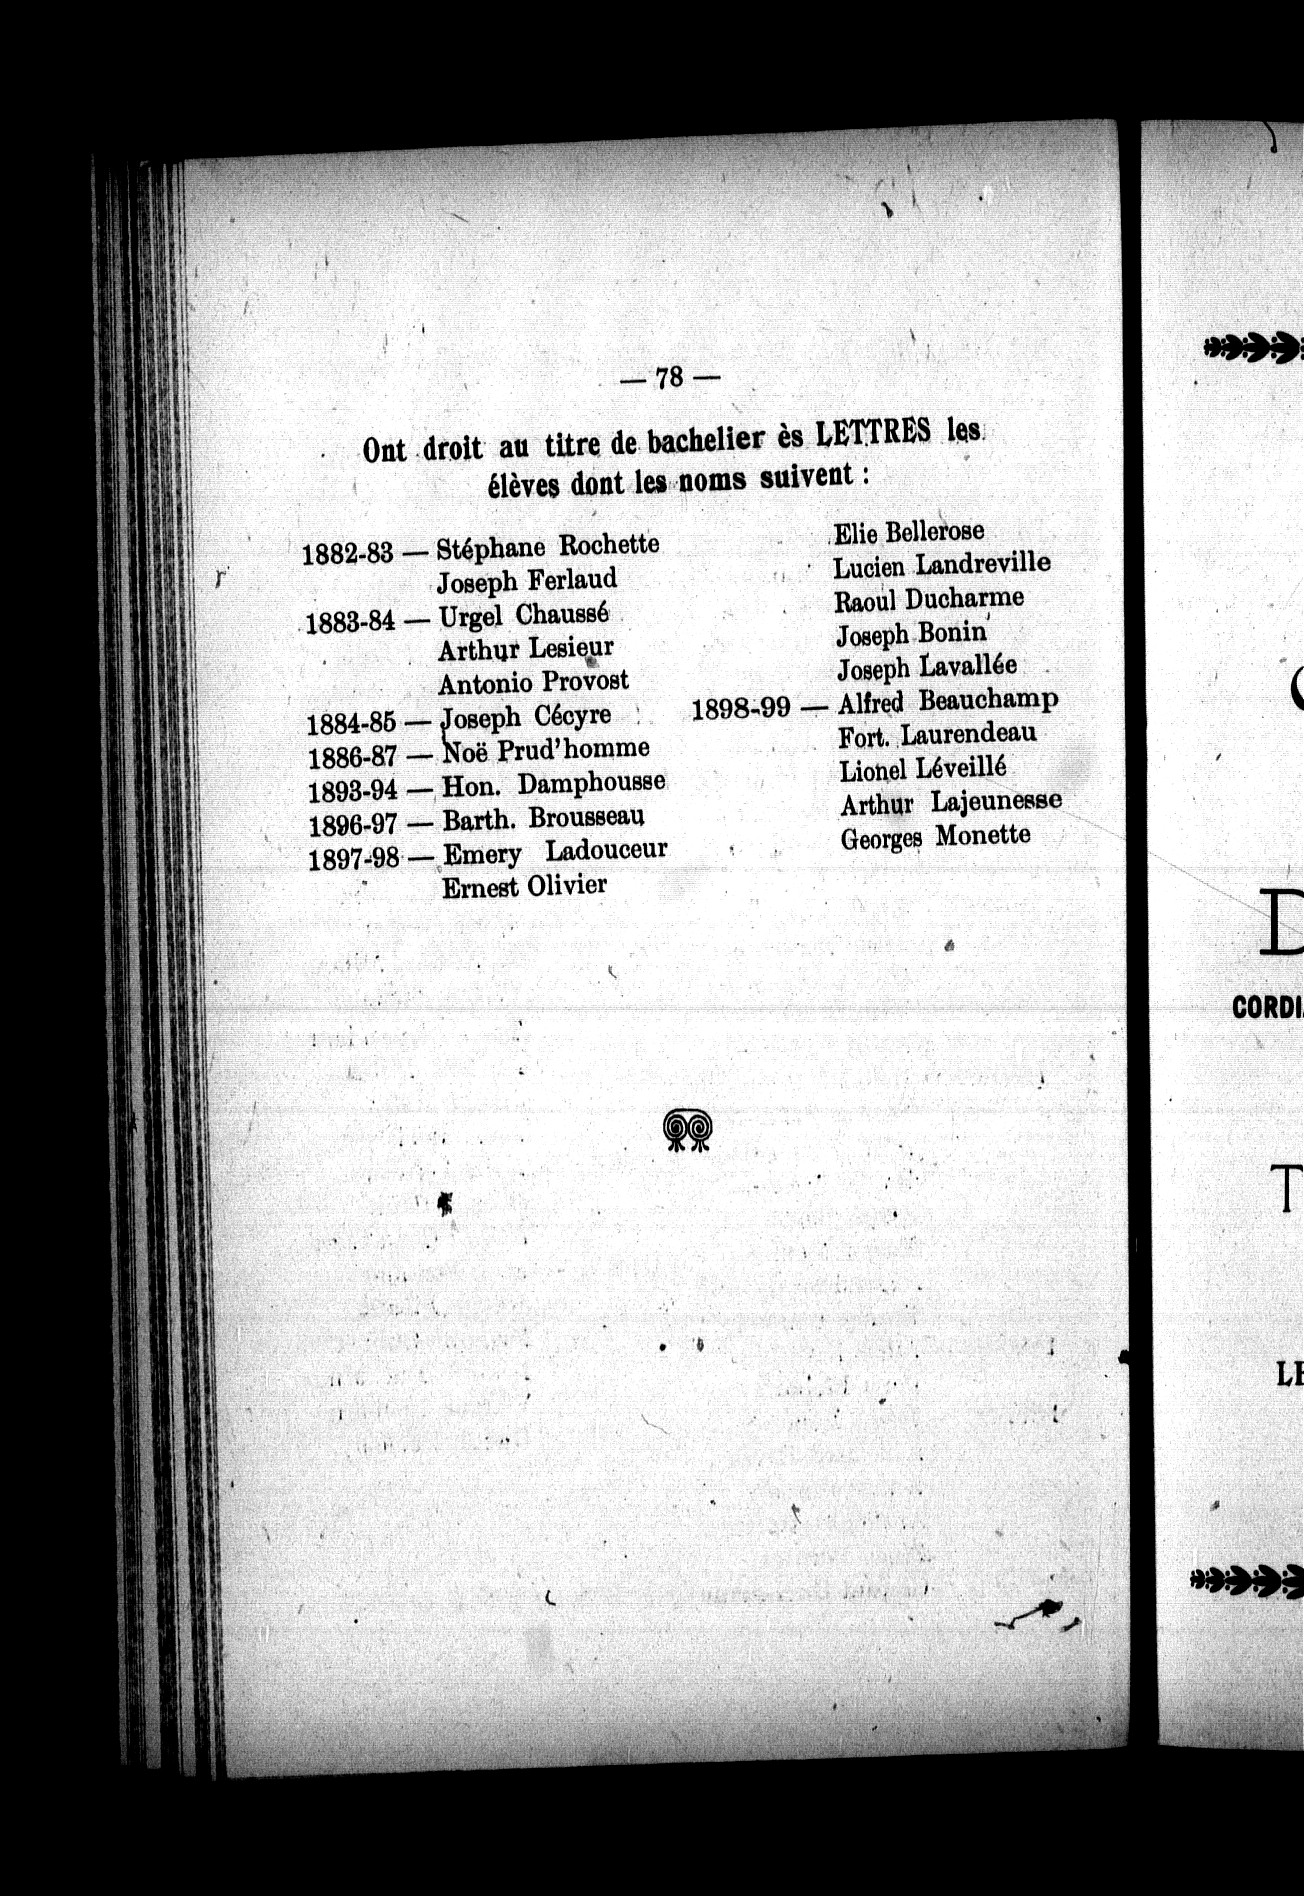 — 78 —
Ont droit au titre de bachelier ès LETTRES les
élèves dont les noms suivent :
1882-83 — Stéphane Rochette
Joseph Ferlaud
1883-84 — Urgel Chaussé
Arthur Lesieur
Antonio Provost
1884-85 — Joseph Cécyre
1886-87 — Noë Prud'homme
1893-94 — Hon. Damphousse
1896-97 — Barth. Brousseau
1897-98 — Emery Ladouceur
Ernest Olivier
Elie Bellerose
Lucien Landreville
Raoul Ducharme
Joseph Bonin
Joseph Lavallée
1898-99 — Alfred Beauchamp
Fort. Laurendeau
Lionel Léveillé
Arthur Lajeunesse
Georges Monette
D
CORDI
T
LE